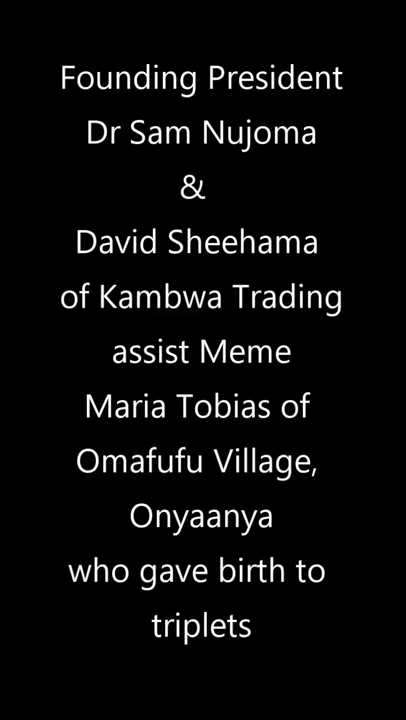 Founding President
Dr Sam Nujoma
&
David Sheehama
of Kambwa Trading
assist Meme
Maria Tobias of
Omafufu Village,
Onyaanya
who gave birth to
triplets